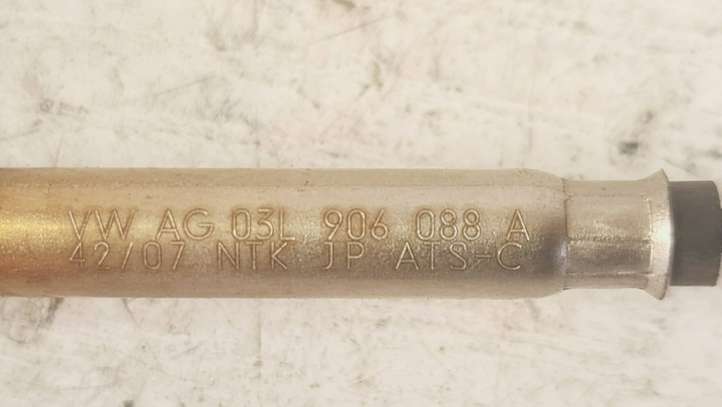 VW AG 03L 906 088 A
42/07 NTK JP ATS-C